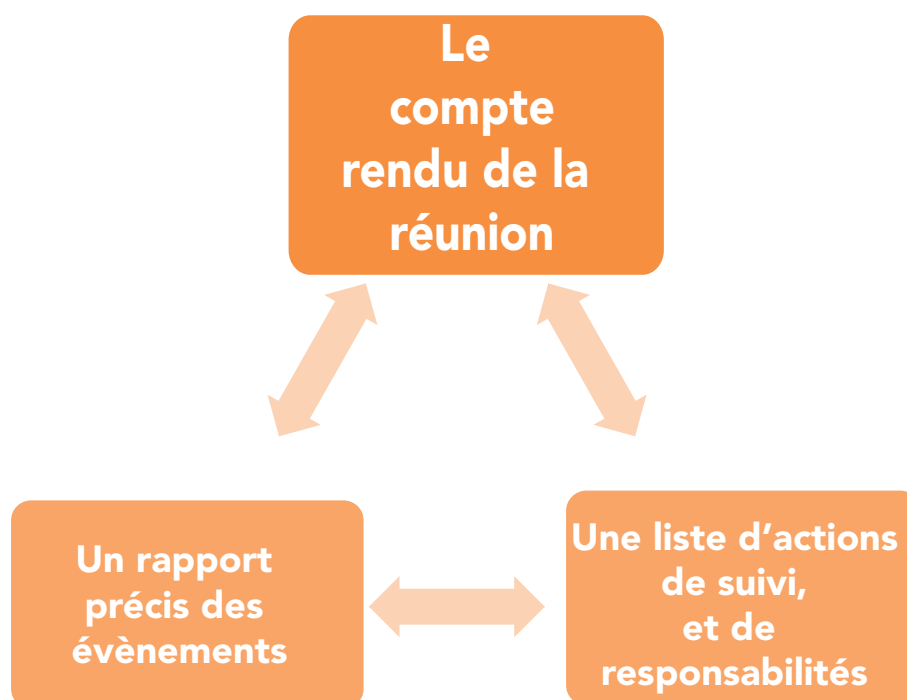 Le
compte
rendu de la
réunion
Un rapport
précis des
évènements
Une liste d’actions
de suivi,
et de
responsabilités